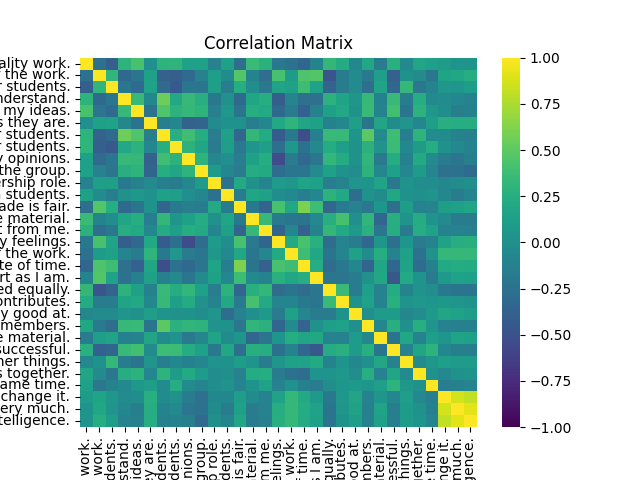 Correlation Matrix
ality work.
the work.
students.
nderstand.
my ideas.
s they are.
students.
students.
opinions.
the group.
ership role.
students.
ade is fair.
material.
from me.
feelings.
the work.
te of time.
rt as I am.
ed equally.
ontributes.
y good at.
members.
material.
successful.
her things.
together.
ame time.
change it.
ery much.
telligence.
1.00
0.75
0.50
0.25
0.00
−0.25
−0.50
−0.75
−1.00
work.
work.
dents.
stand.
ideas.
ey are.
dents.
dents.
nions.
group.
role.
dents.
is fair.
terial.
me.
elings.
work.
time.
I am.
qually.
butes.
od at.
mbers.
terial.
essful.
hings.
gether.
time.
nge it.
much.
gence.